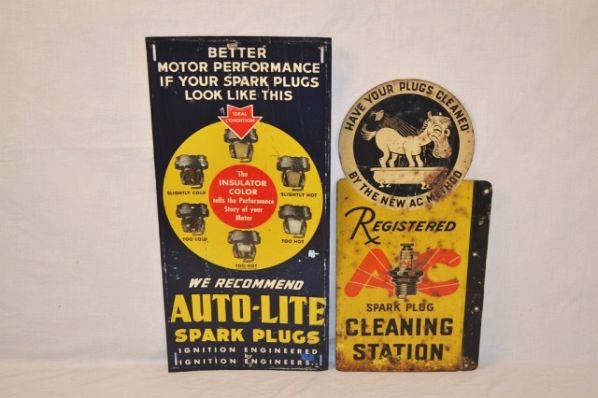 BETTER
MOTOR PERFORMANCE
IF YOUR SPARK PLUGS
LOOK LIKE THIS
IDEAL
CONDITION
SLIGHTLY COLD
SLIGHTLY HOT
The
INSULATOR
COLOR
tells the Performance
Story of your
Motor
TOO COLD
TOO HOT
TOO HOT
WE RECOMMEND
AUTO-LITE
SPARK PLUGS
IGNITION ENGINEERED
by
IGNITION ENGINEERS
HAVE YOUR PLUGS CLEANED
BY THE NEW AC METHOD
Rx
REGISTERED
AC
SPARK PLUG
CLEANING
STATION